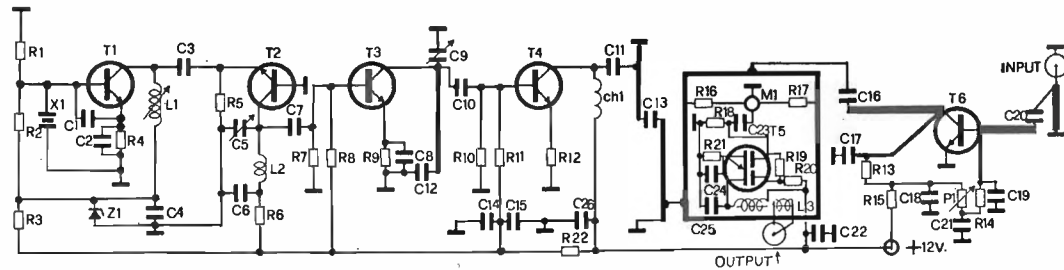 R1
T1
C3
T2
T3
C9
T4
C11
INPUT
X1
C
C2
R4
L1
R5
C5
L2
C7
R7
R8
R9
C8
C12
C10
R10
R11
R12
ch1
C13
R16
M1
R17
R18
C23
T5
R21
R19
R20
C24
C25
L3
C16
C17
R13
T6
C20
R2
R3
Z1
C4
C6
R6
C14
C15
C26
R22
OUTPUT
C22
R15
C18
P1
C21
R14
C19
+12V.